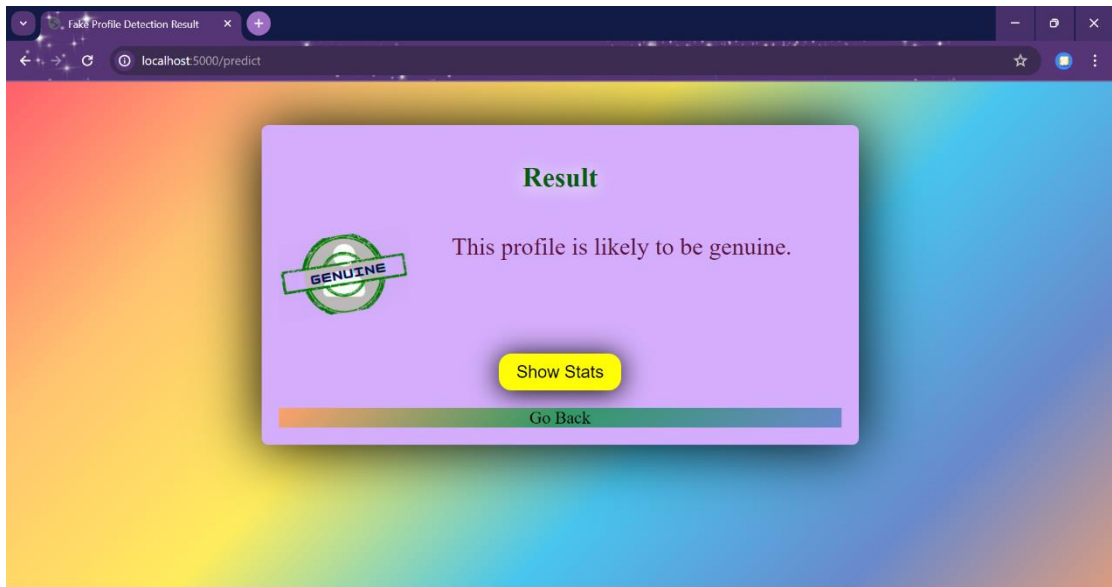 Fake Profile Detection Result
localhost:5000/predict
Result
GENUINE
This profile is likely to be genuine.
Show Stats
Go Back